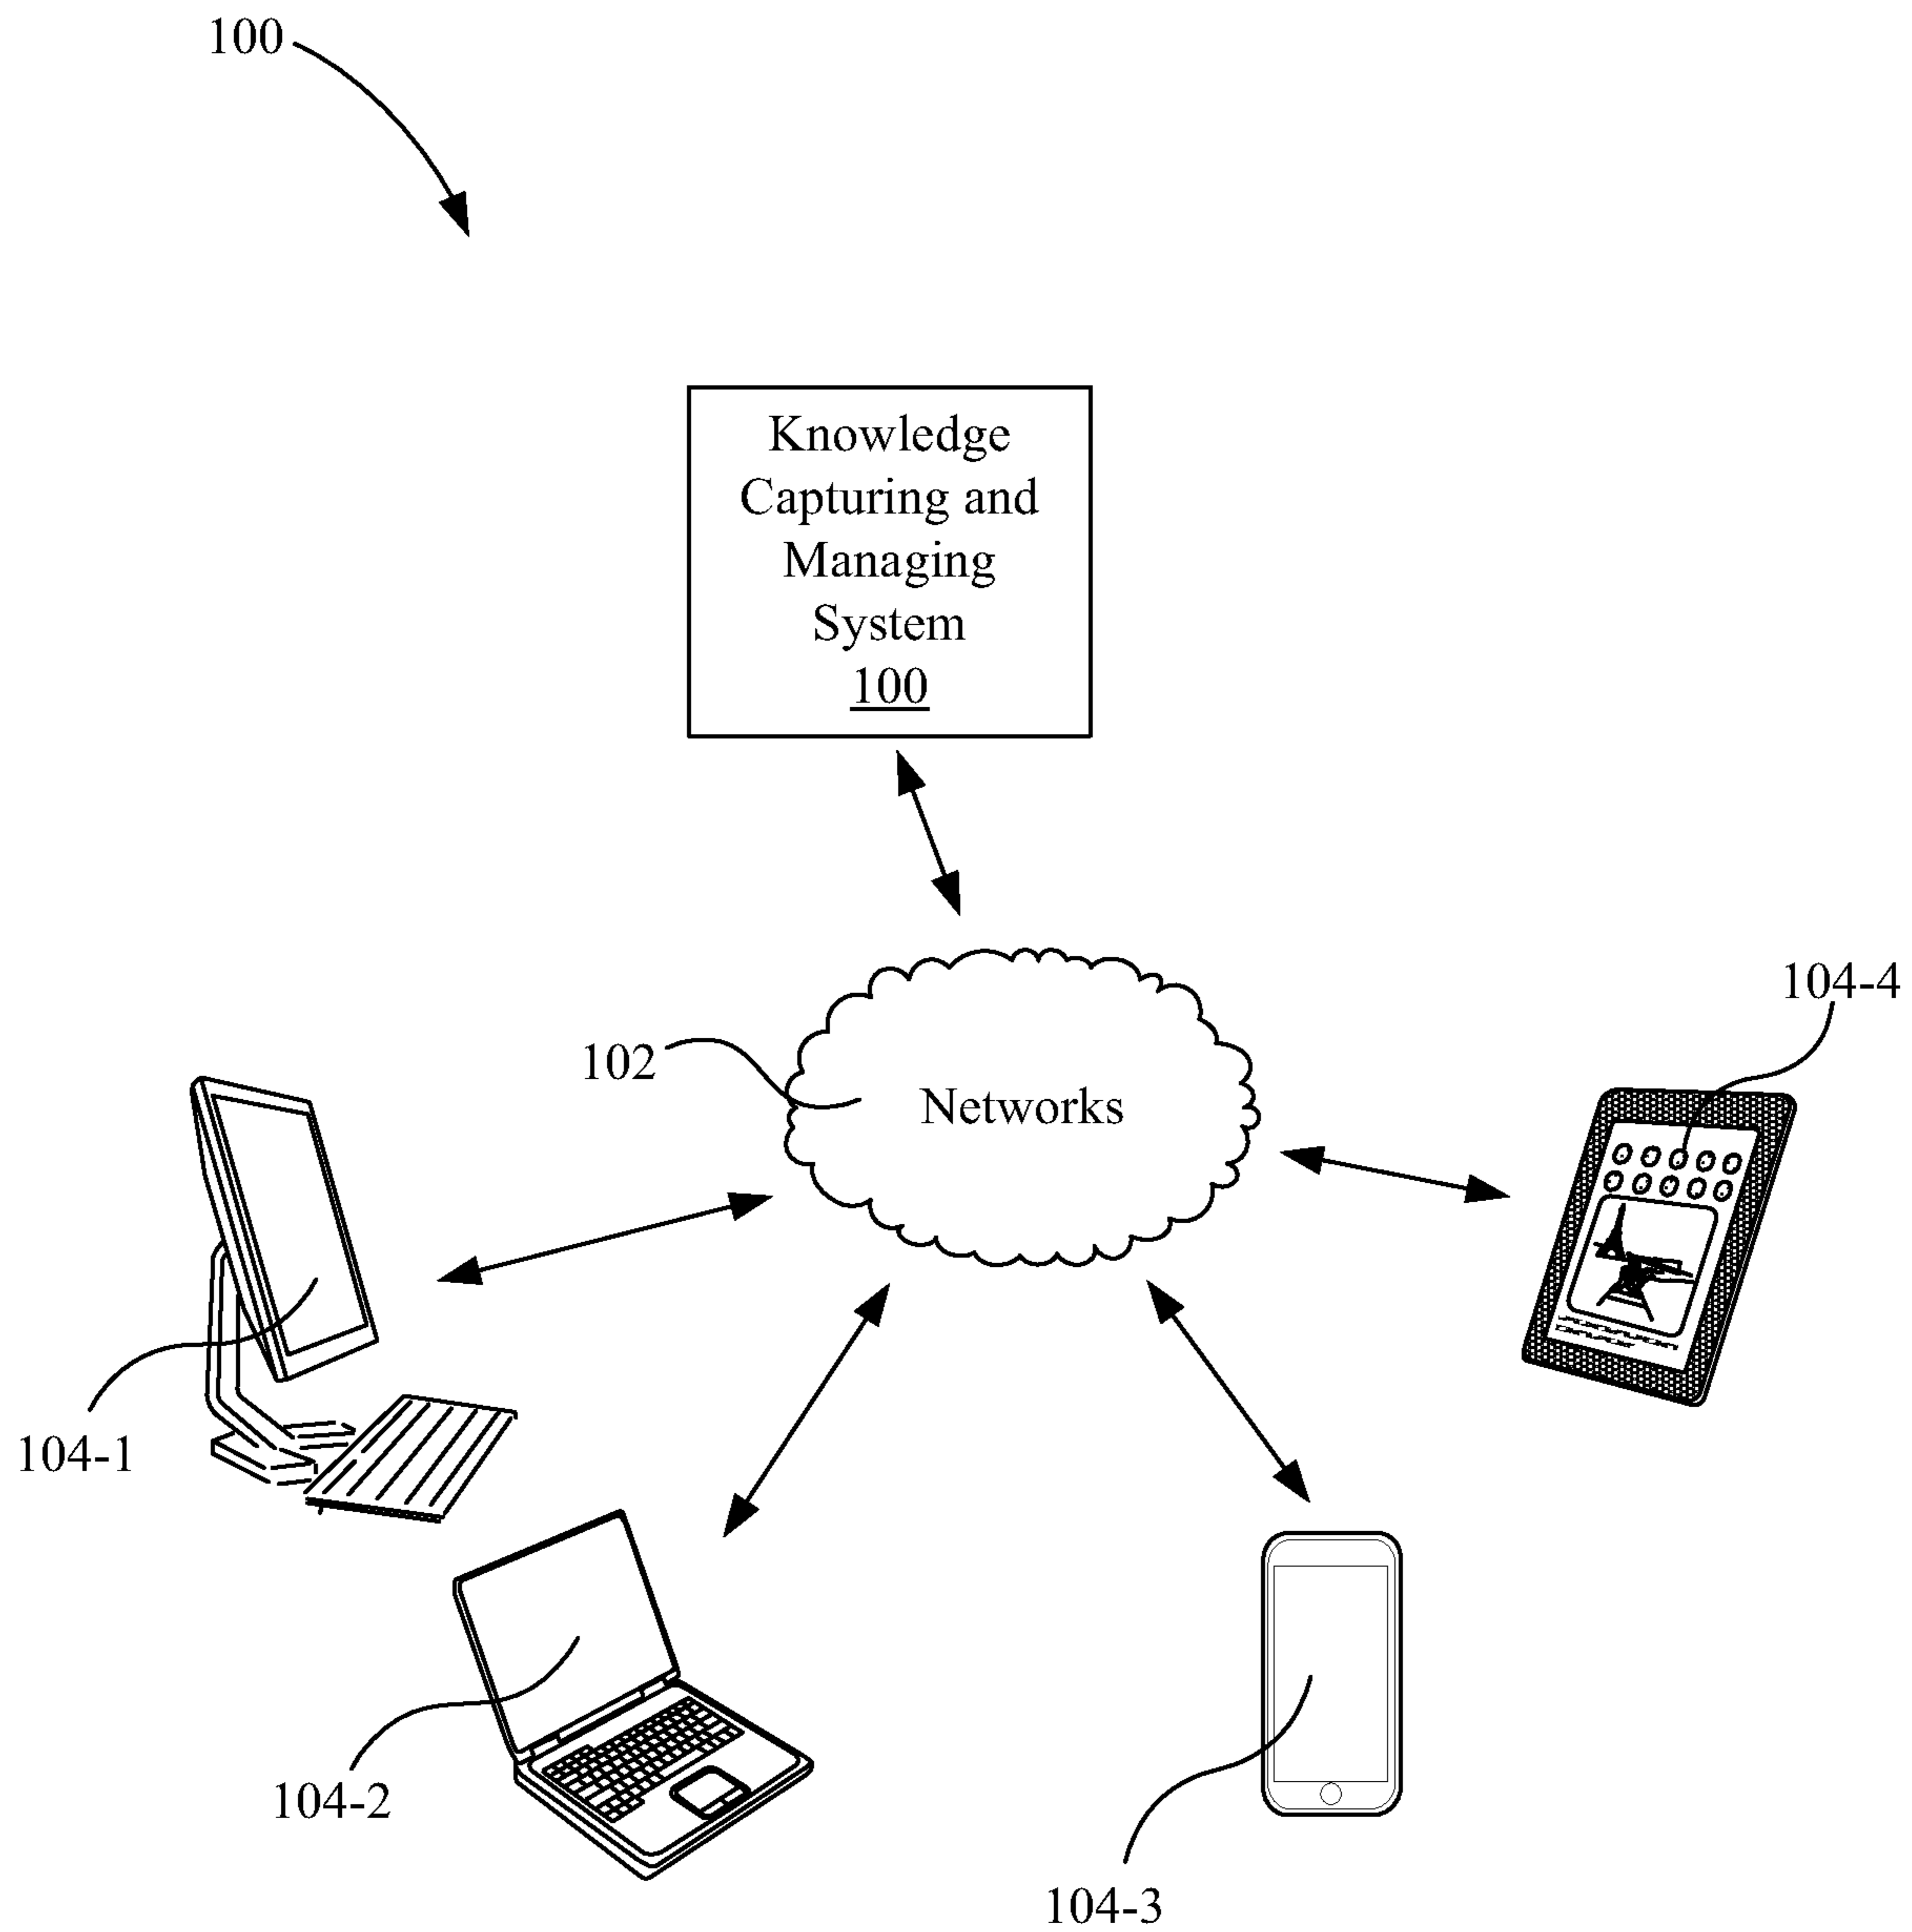 100
Knowledge
Capturing and
Managing
System
100
104-4
102
Networks
104-1
104-2
104-3